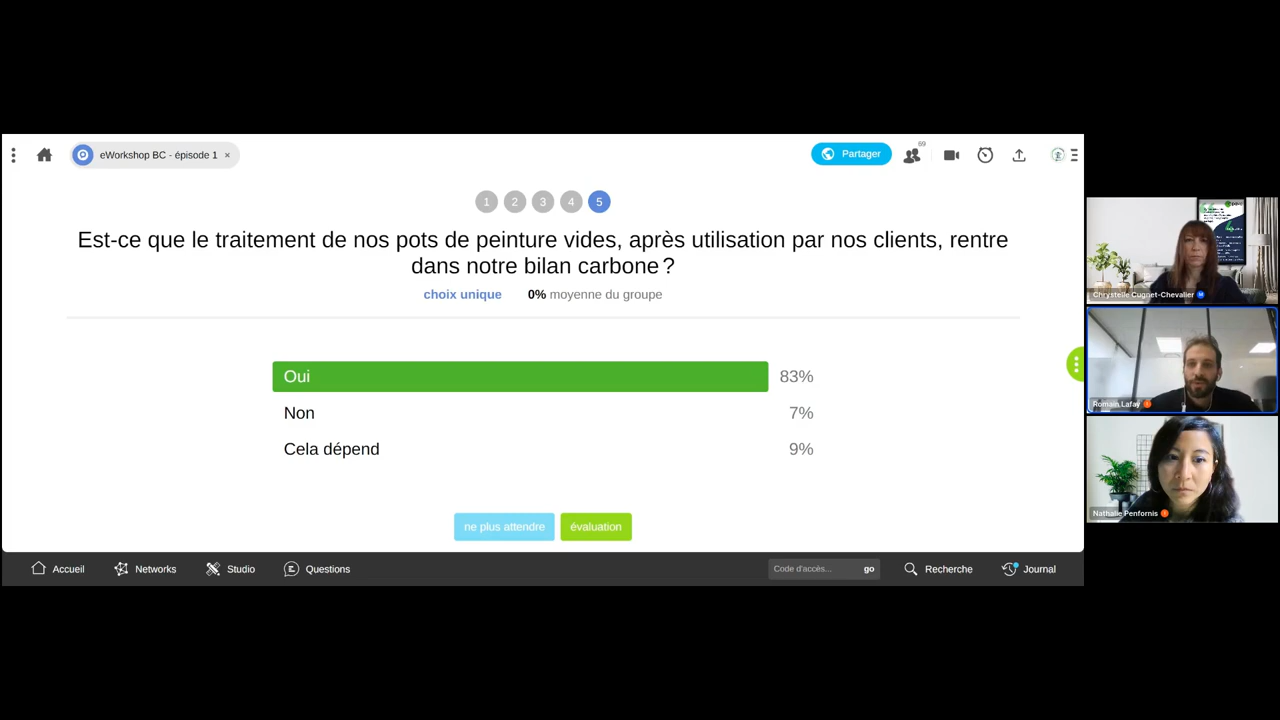 eWorkshop BC - épisode 1 ×
Partager
69
1 2 3 4 5
Est-ce que le traitement de nos pots de peinture vides, après utilisation par nos clients, rentre
dans notre bilan carbone ?
choix unique 0% moyenne du groupe
Oui 83%
Non 7%
Cela dépend 9%
ne plus attendre évaluation
Accueil Networks Studio Questions Code d'accès... go Recherche Journal
Chrystelle Cugnet-Chevalier
Romain Lafay
Nathalie Penfornis